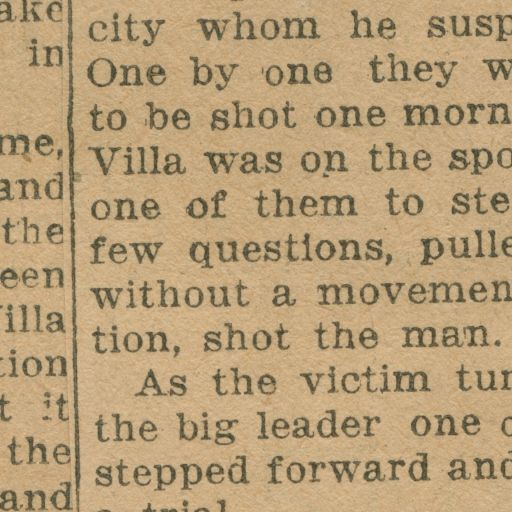 ake
in
me,
and
the
een
illa
tion
t it
the
and
city whom he susp
One by one they w
to be shot one morn
Villa was on the spo
one of them to ste
few questions, pulle
without a movemen
tion, shot the man.
As the victim tur
the big leader one o
stepped forward and
a trial